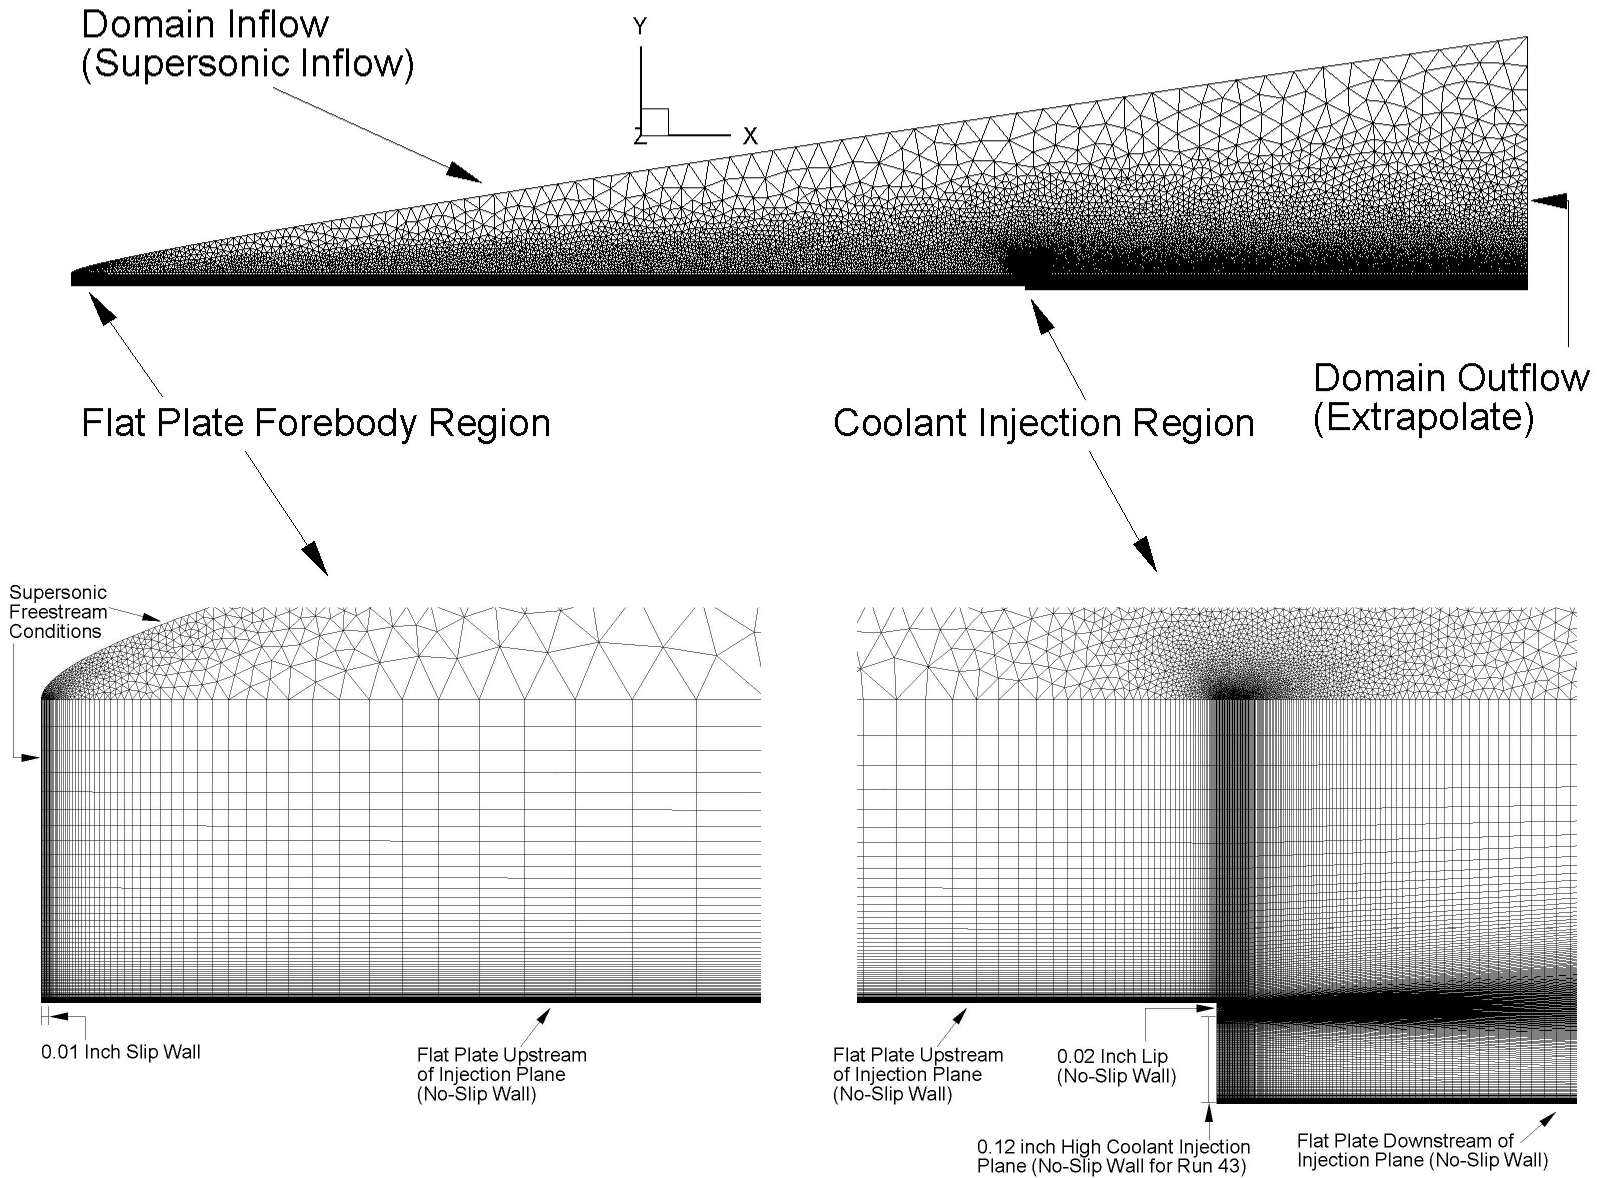 Domain Inflow
(Supersonic Inflow)
Y
Z
X
Domain Outflow
(Extrapolate)
Flat Plate Forebody Region
Coolant Injection Region
Supersonic
Freestream
Conditions
0.01 Inch Slip Wall
Flat Plate Upstream
of Injection Plane
(No-Slip Wall)
Flat Plate Upstream
of Injection Plane
(No-Slip Wall)
0.02 Inch Lip
(No-Slip Wall)
0.12 inch High Coolant Injection
Plane (No-Slip Wall for Run 43)
Flat Plate Downstream of
Injection Plane (No-Slip Wall)